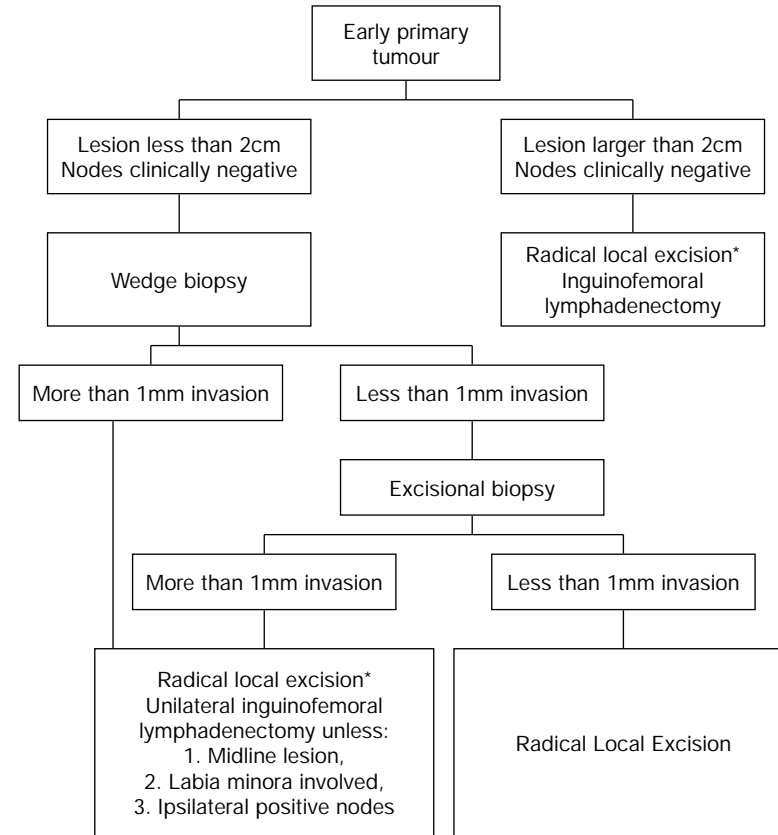 Early primary
tumour
Lesion less than 2cm
Nodes clinically negative
Lesion larger than 2cm
Nodes clinically negative
Wedge biopsy
Radical local excision*
Inguinofemoral
lymphadenectomy
More than 1mm invasion
Less than 1mm invasion
Excisional biopsy
More than 1mm invasion
Less than 1mm invasion
Radical local excision*
Unilateral inguinofemoral
lymphadenectomy unless:
1. Midline lesion,
2. Labia minora involved,
3. Ipsilateral positive nodes
Radical Local Excision